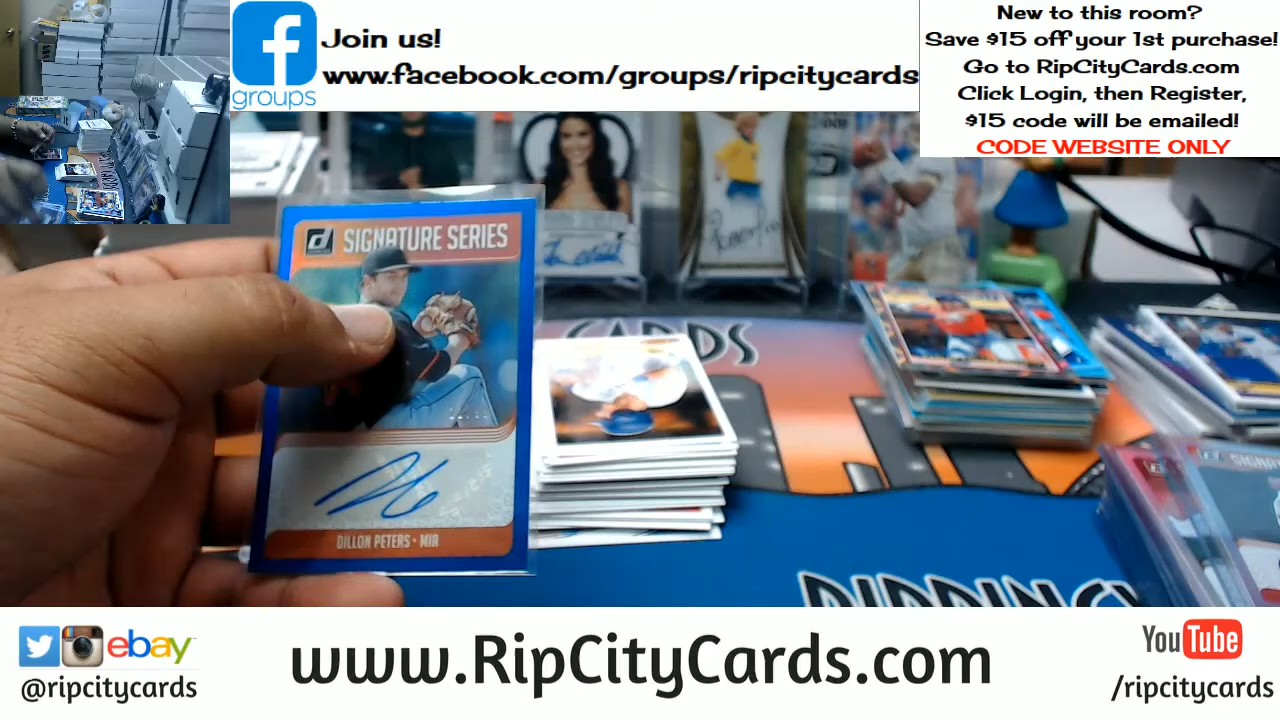 Join us!
www.facebook.com/groups/ripcitycards
groups
New to this room?
Save $15 off your 1st purchase!
Go to RipCityCards.com
Click Login, then Register,
$15 code will be emailed!
CODE WEBSITE ONLY
SIGNATURE SERIES
DILLON PETERS • MIA
CARDS
ebay
@ripcitycards
www.RipCityCards.com
YouTube
/ripcitycards